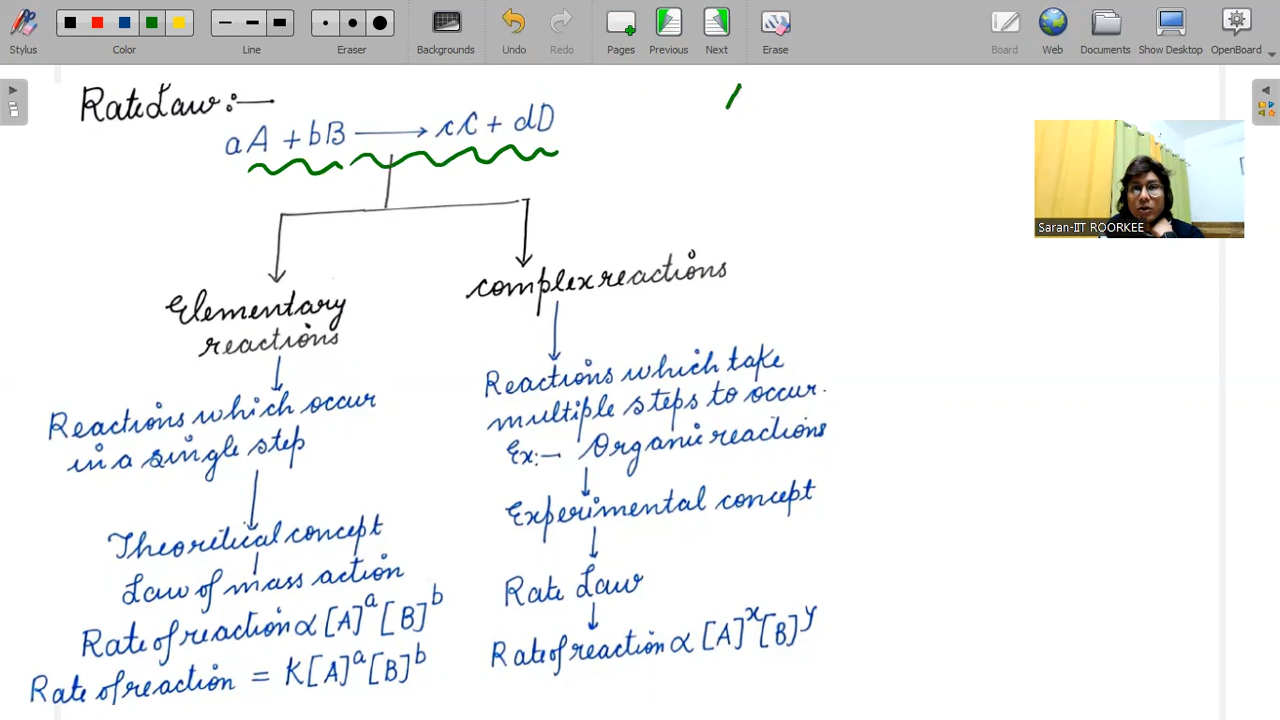 Stylus
Color
Line
Eraser
Backgrounds
Undo
Redo
Pages
Previous
Next
Erase
Board
Web
Documents
Show Desktop
OpenBoard
Rate Law :—
aA + bB → cC + dD
Elementary
reactions
Reactions which occur
in a single step
Theoritical concept
Law of mass action
Rate of reaction ∝ [A]^a [B]^b
Rate of reaction = K[A]^a [B]^b
complex reactions
Reactions which take
multiple steps to occur.
Ex:— Organic reactions
Experimental concept
Rate Law
Rate of reaction ∝ [A]^x [B]^y
Saran-IIT ROORKEE